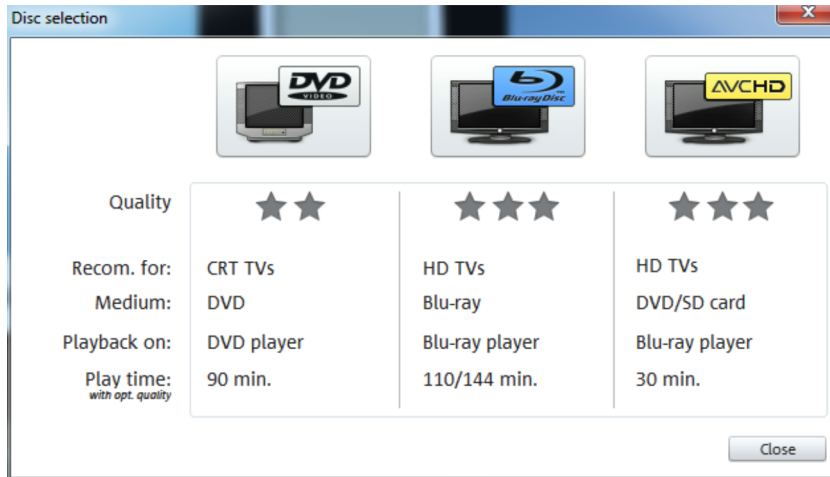 Disc selection
DVD
VIDEO
Blu-ray Disc
AVCHD
Quality
Recom. for: CRT TVs HD TVs HD TVs
Medium: DVD Blu-ray DVD/SD card
Playback on: DVD player Blu-ray player Blu-ray player
Play time: 90 min. 110/144 min. 30 min.
with opt. quality
Close